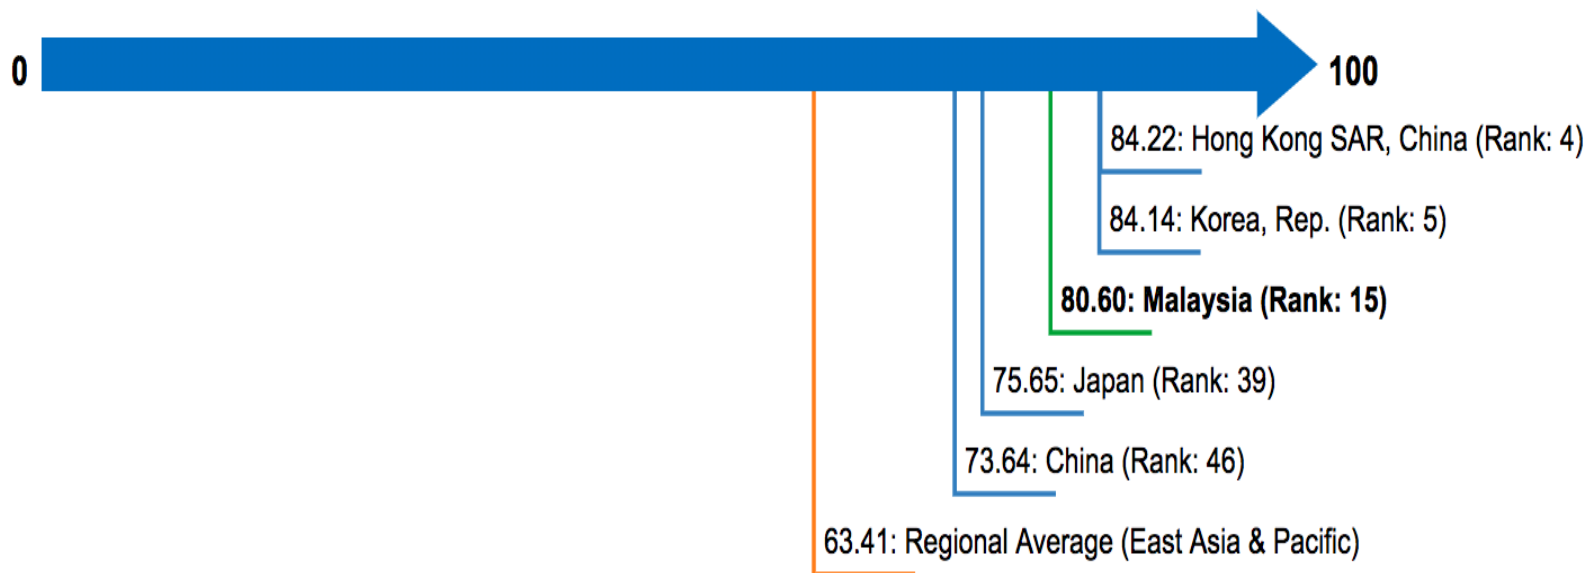 0
100
84.22: Hong Kong SAR, China (Rank: 4)
84.14: Korea, Rep. (Rank: 5)
80.60: Malaysia (Rank: 15)
75.65: Japan (Rank: 39)
73.64: China (Rank: 46)
63.41: Regional Average (East Asia & Pacific)